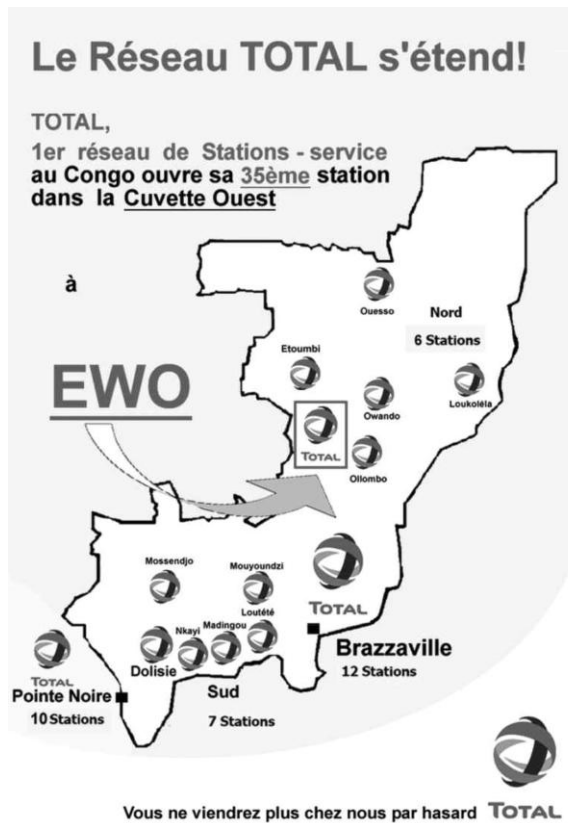 Le Réseau TOTAL s'étend!
TOTAL,
1er réseau de Stations - service
au Congo ouvre sa 35ème station
dans la Cuvette Ouest
à
EWO
Ouesso
Nord
6 Stations
Etoumbi
Owando
Loukoléla
TOTAL
Ollombo
Mossendjo
Mouyoundzi
Loutété
TOTAL
Nkayi
Madingou
Dolisie
Brazzaville
12 Stations
TOTAL
Pointe Noire
10 Stations
Sud
7 Stations
Vous ne viendrez plus chez nous par hasard
TOTAL